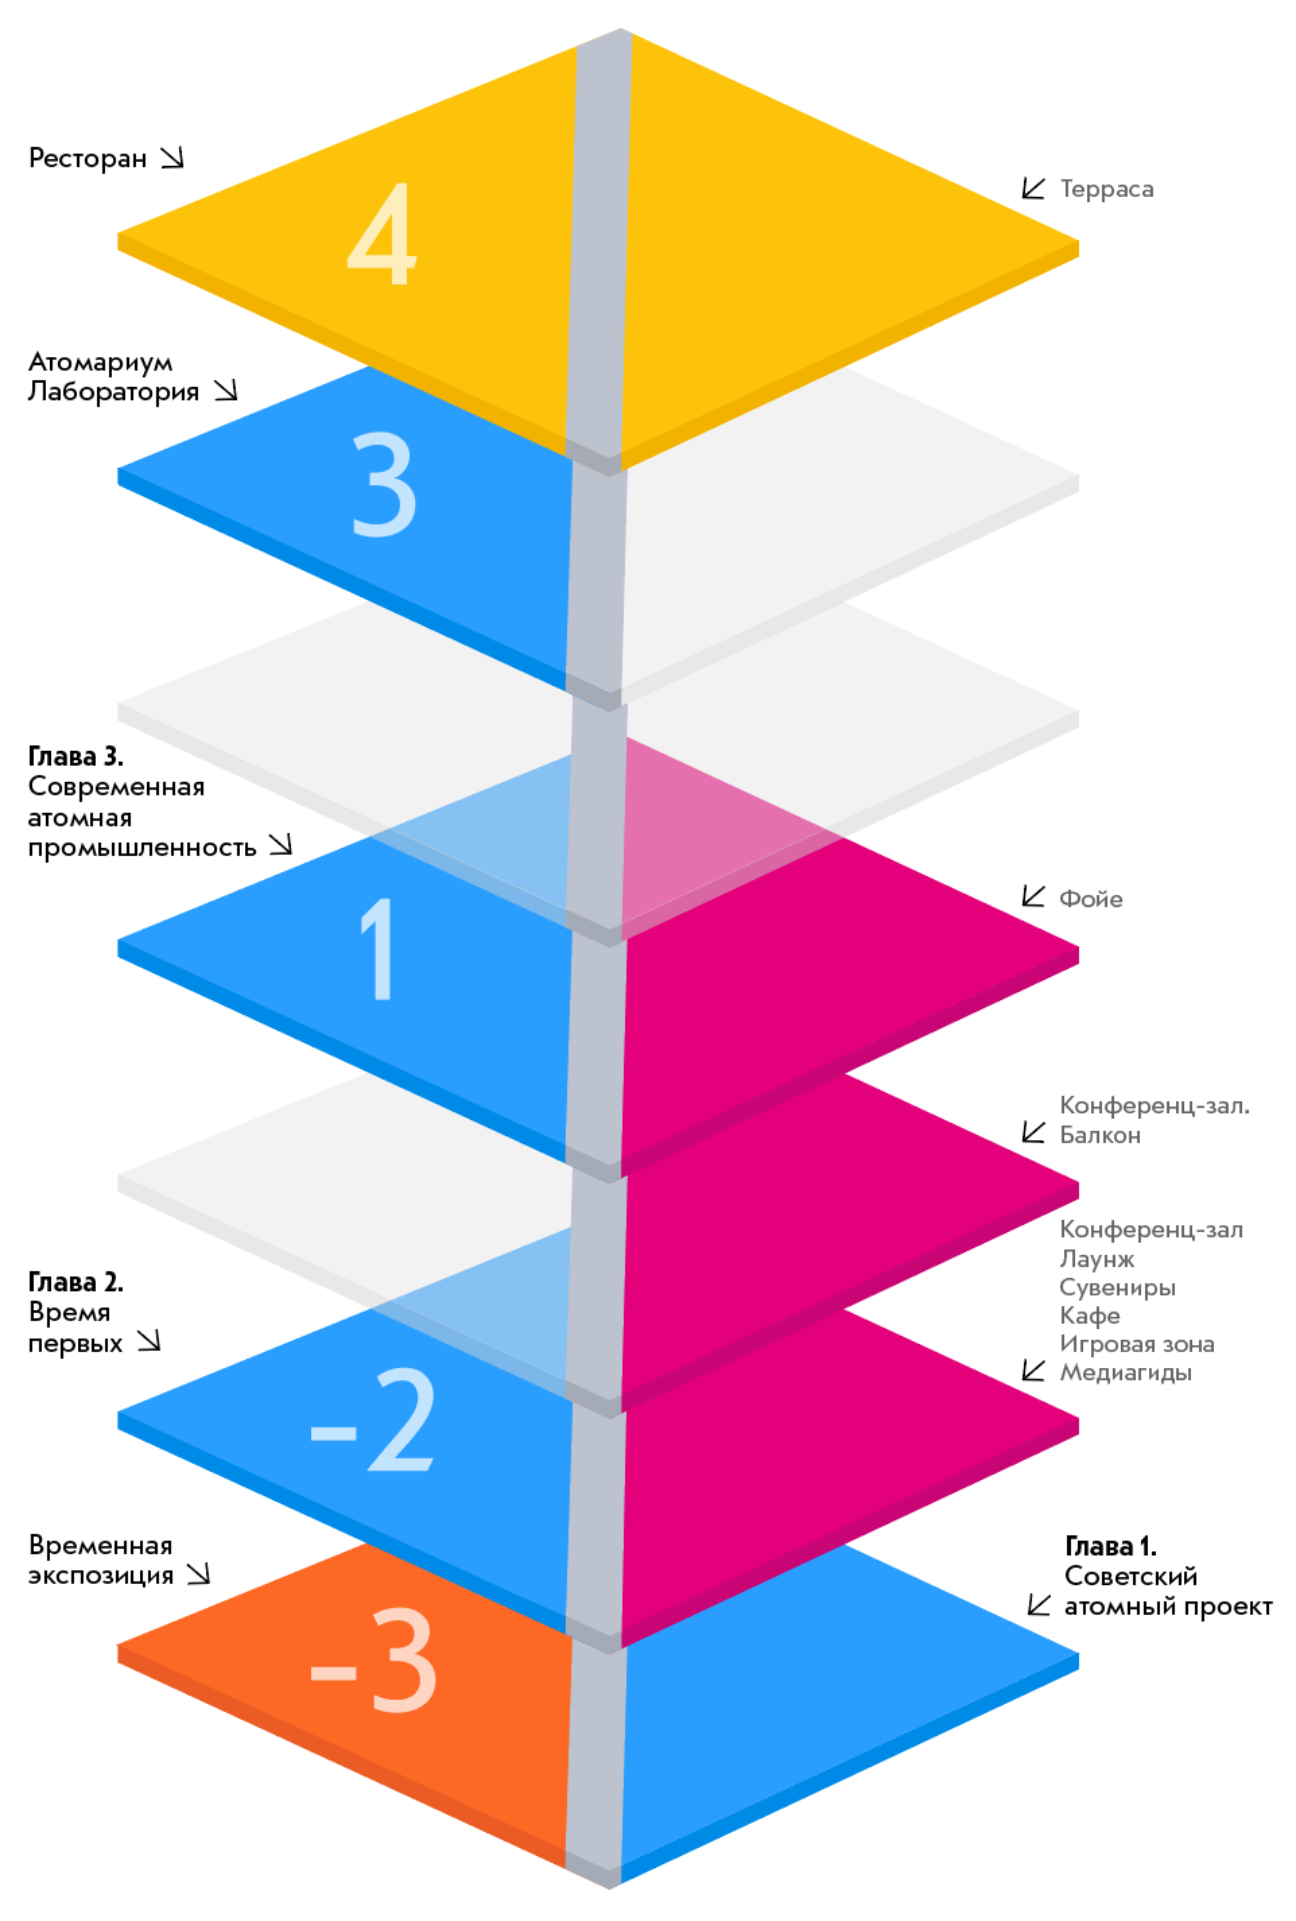 Ресторан
4
Терраса
Атомариум
Лаборатория
3
Глава 3.
Современная
атомная
промышленность
1
Фойе
Конференц-зал.
Балкон
Конференц-зал
Лаунж
Сувениры
Кафе
Игровая зона
Медиагиды
Глава 2.
Время
первых
-2
Временная
экспозиция
-3
Глава 1.
Советский
атомный проект